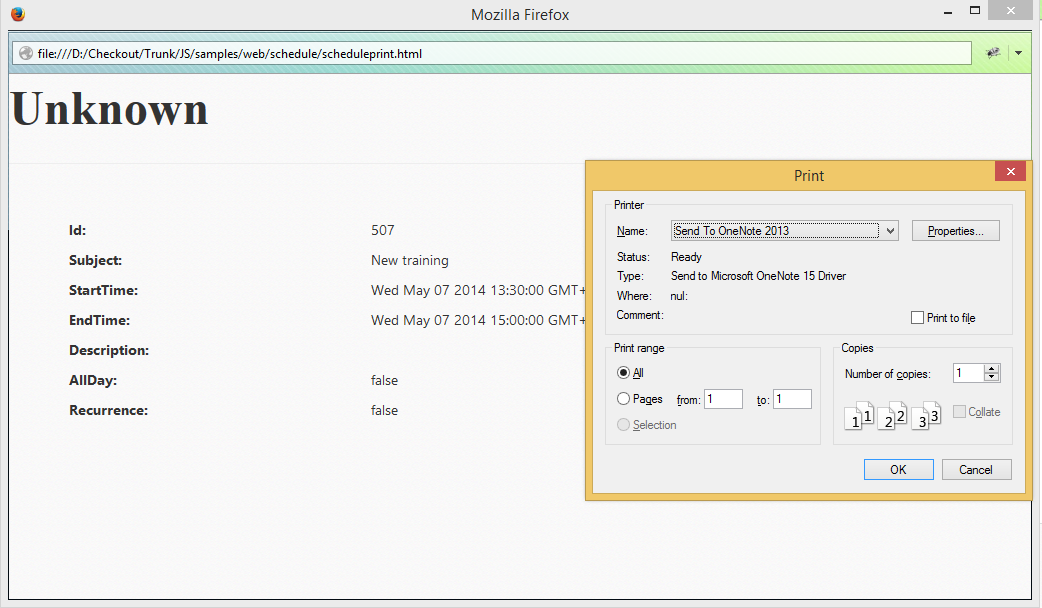 Mozilla Firefox
file:///D:/Checkout/Trunk/JS/samples/web/schedule/scheduleprint.html
Unknown
Id: 507
Subject: New training
StartTime: Wed May 07 2014 13:30:00 GMT+
EndTime: Wed May 07 2014 15:00:00 GMT+
Description:
AllDay: false
Recurrence: false
Print
Printer
Name: Send To OneNote 2013 Properties...
Status: Ready
Type: Send to Microsoft OneNote 15 Driver
Where: nul:
Comment:
Print to file
Print range
All
Pages from: 1 to: 1
Selection
Copies
Number of copies: 1
1 1 2 2 3 3 Collate
OK Cancel